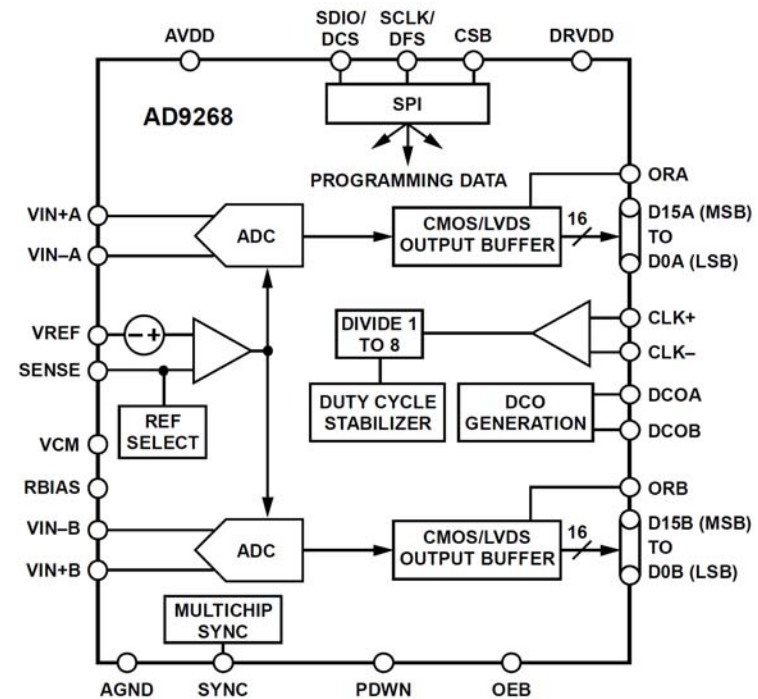 AVDD
SDIO/
DCS
SCLK/
DFS
CSB
DRVDD
AD9268
SPI
PROGRAMMING DATA
ORA
VIN+A
VIN–A
ADC
CMOS/LVDS
OUTPUT BUFFER
16
D15A (MSB)
TO
D0A (LSB)
VREF
– +
SENSE
REF
SELECT
DIVIDE 1
TO 8
DUTY CYCLE
STABILIZER
CLK+
CLK–
DCO
GENERATION
DCOA
DCOB
VCM
RBIAS
ORB
VIN–B
VIN+B
ADC
CMOS/LVDS
OUTPUT BUFFER
16
D15B (MSB)
TO
D0B (LSB)
MULTICHIP
SYNC
AGND
SYNC
PDWN
OEB